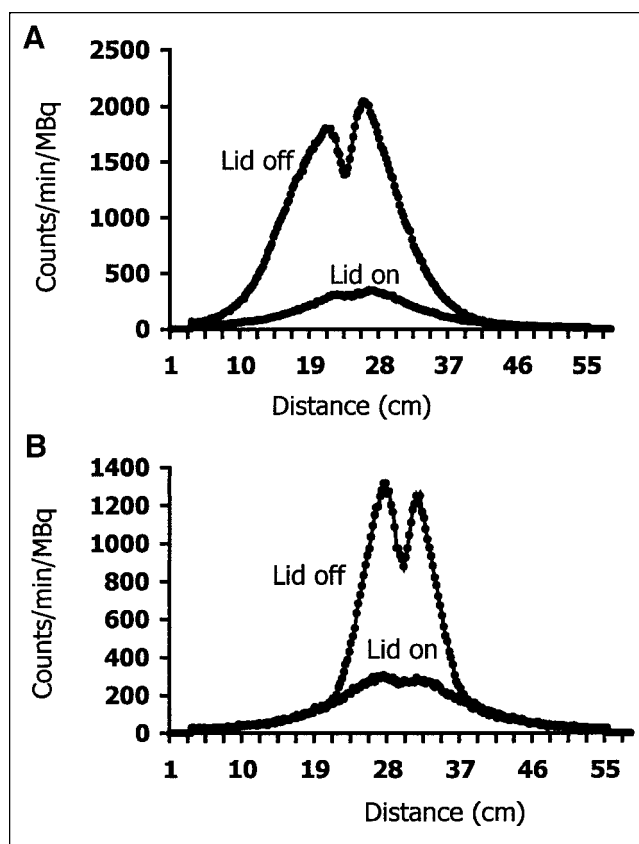 A
2500
2000
1500
1000
500
0
Counts/min/MBq
Lid off
Lid on
1 10 19 28 37 46 55
Distance (cm)
B
1400
1200
1000
800
600
400
200
0
Counts/min/MBq
Lid off
Lid on
1 10 19 28 37 46 55
Distance (cm)